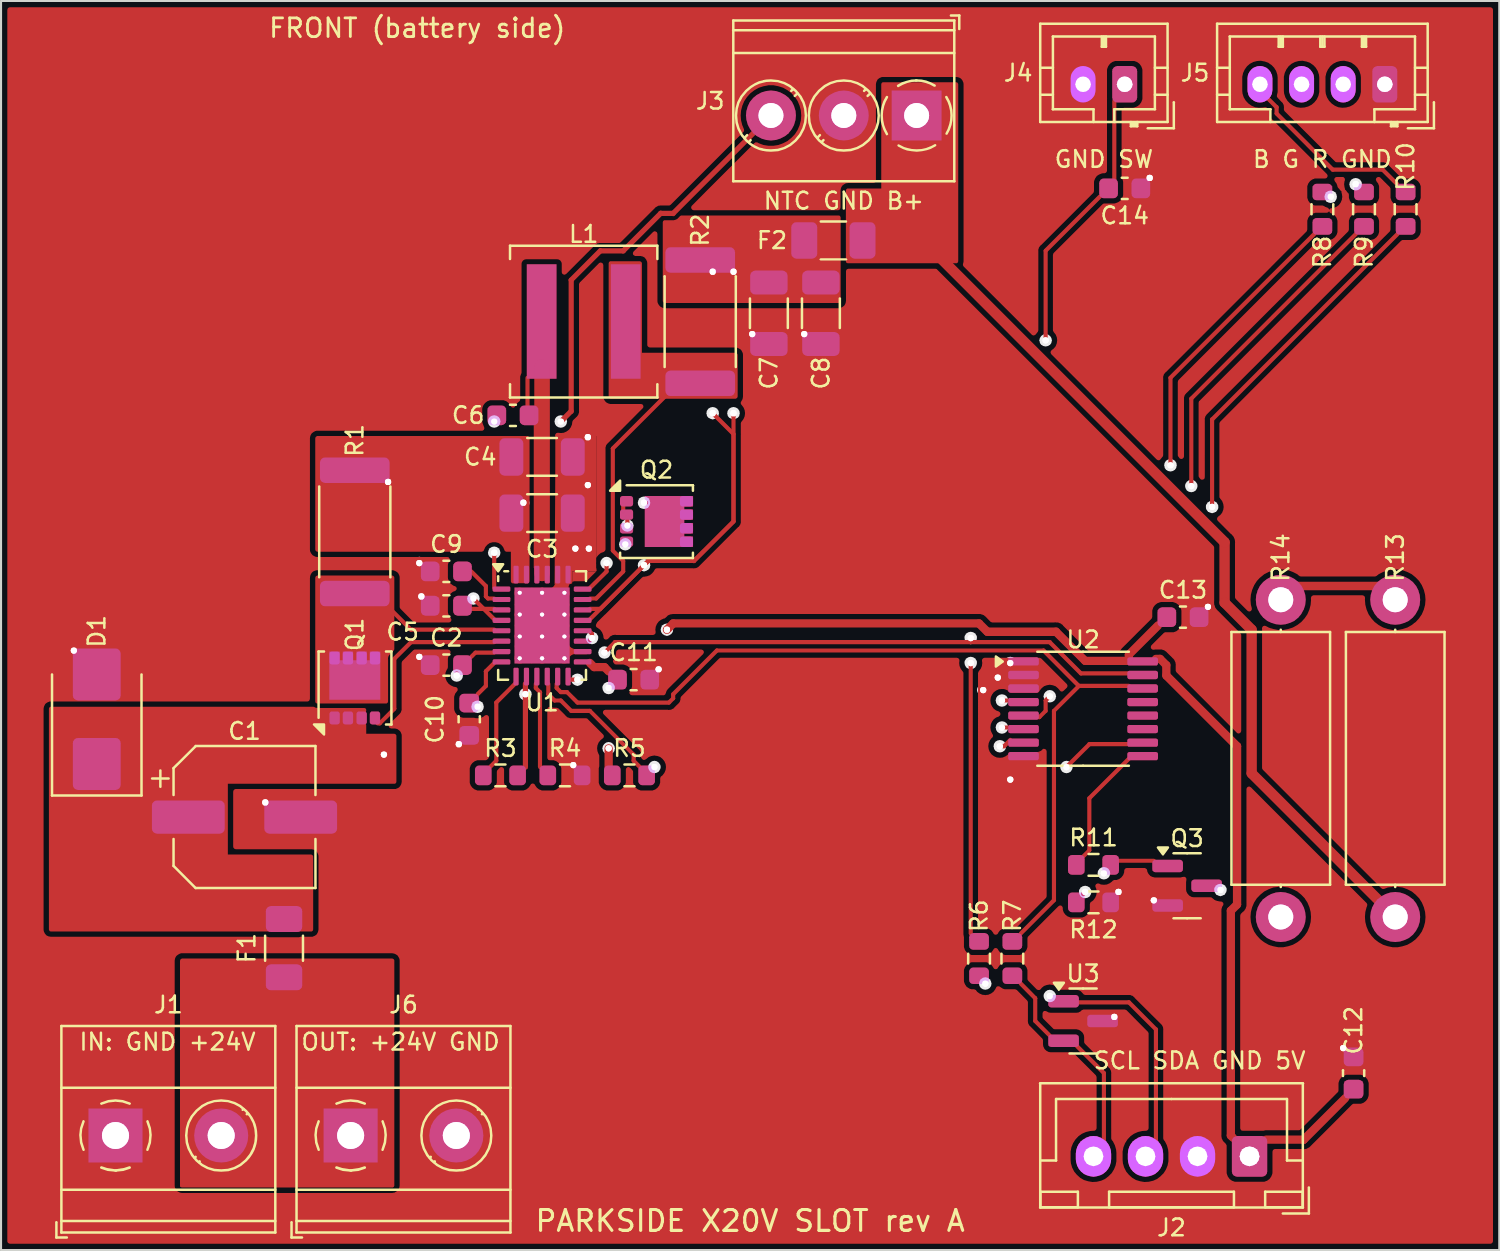 FRONT (battery side)
J3
J4
J5
GND SW
B G R GND
R10
NTC GND B+
C14
L1
R2
F2
R8
R9
C7
C8
C6
R1
C4
Q2
C9
C3
R14
R13
C13
D1
Q1
C5
C2
C11
U2
C10
U1
C1
+
R3
R4
R5
R11
Q3
R12
R6
R7
F1
U3
J1
J6
C12
IN: GND +24V
OUT: +24V GND
SCL SDA GND 5V
PARKSIDE X20V SLOT rev A
J2